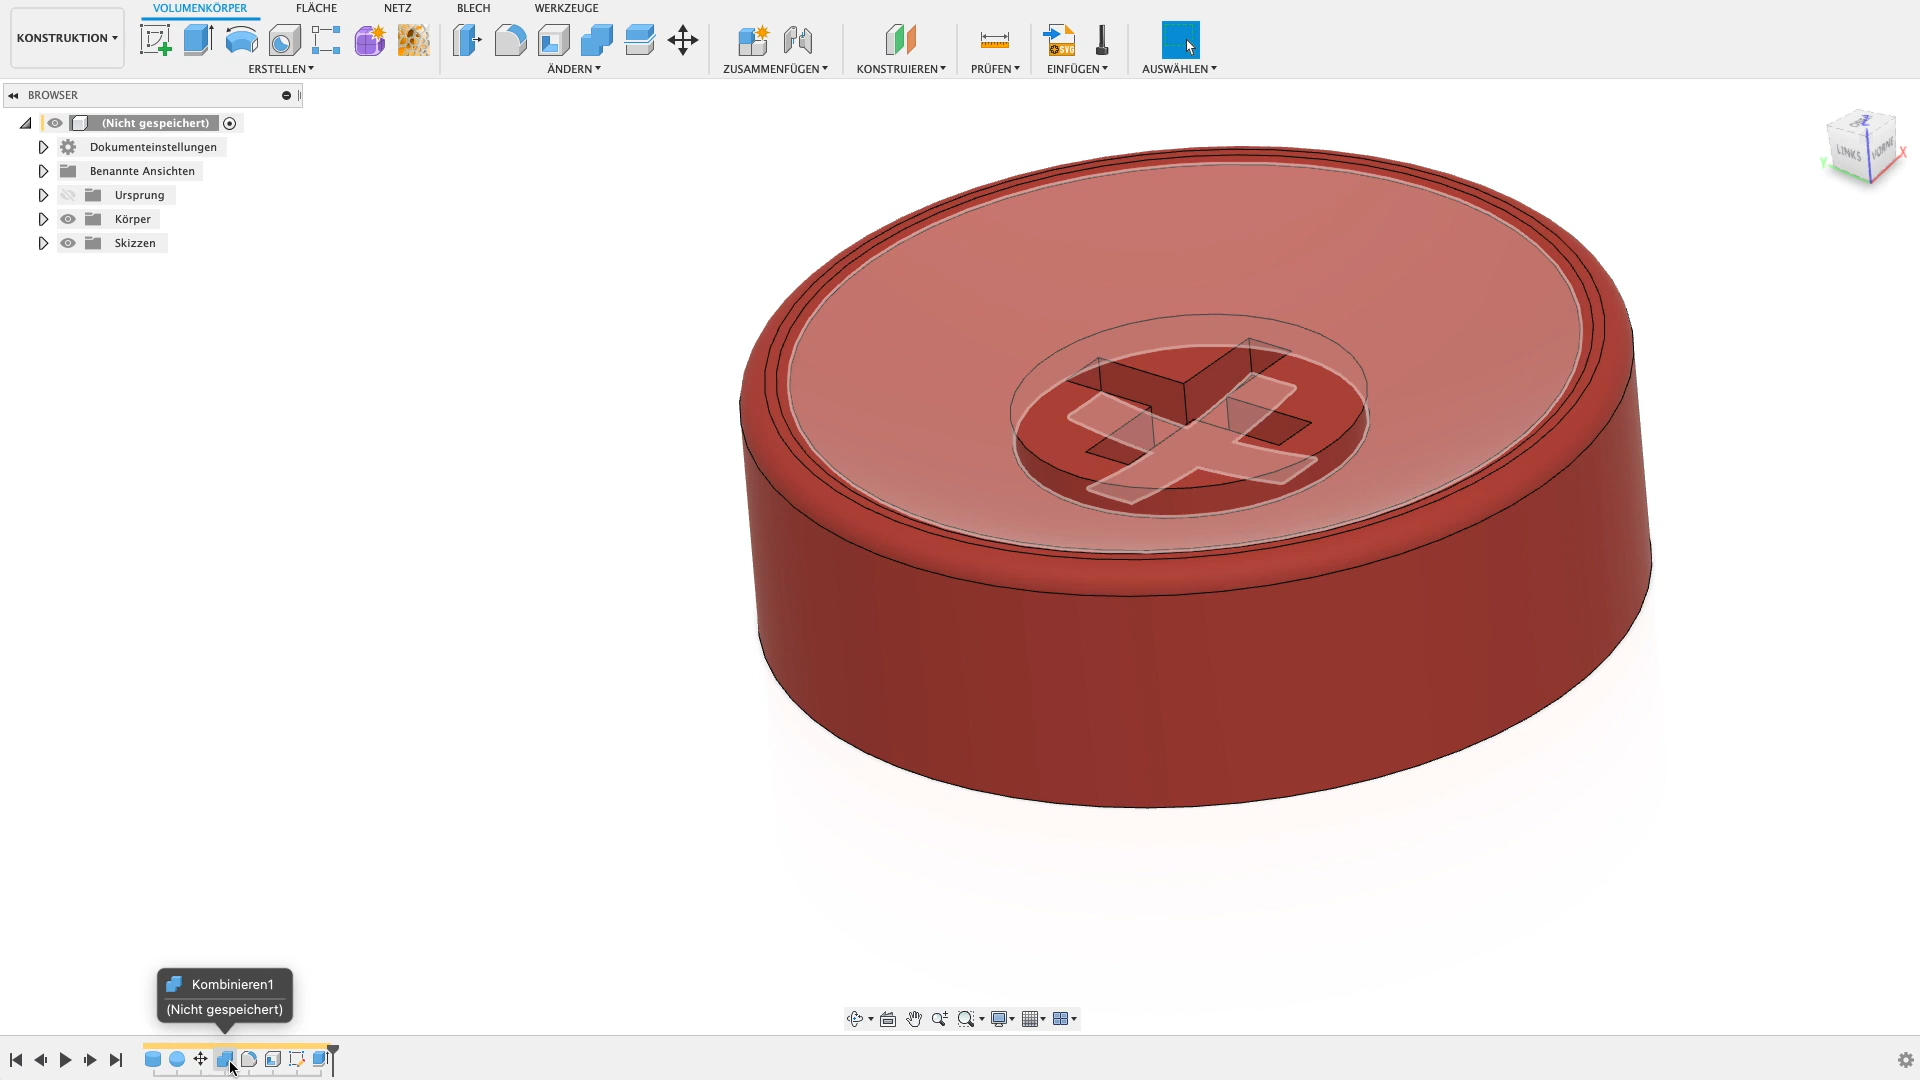 VOLUMENKÖRPER
FLÄCHE
NETZ
BLECH
WERKZEUGE
KONSTRUKTION
ERSTELLEN
ÄNDERN
ZUSAMMENFÜGEN
KONSTRUIEREN
PRÜFEN
EINFÜGEN
AUSWÄHLEN
SVG
BROWSER
(Nicht gespeichert)
Dokumenteinstellungen
Benannte Ansichten
Ursprung
Körper
Skizzen
LINKS
VORNE
X
Y
Kombinieren1
(Nicht gespeichert)